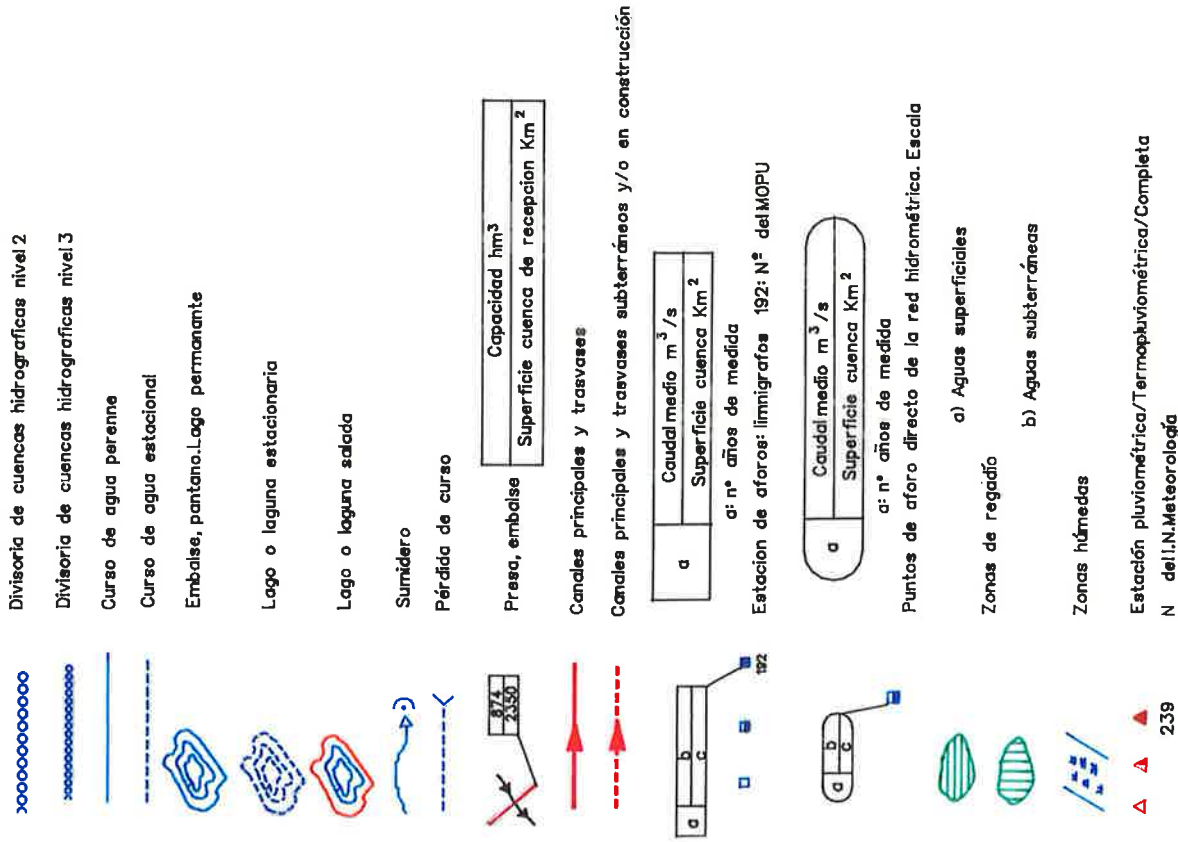 Divisoria de cuencas hidrograficas nivel 2
Divisoria de cuencas hidrograficas nivel 3
Curso de agua perenne
Curso de agua estacional
Embalse, pantano.Lago permanante
Lago o laguna estacionaria
Lago o laguna salada
Sumidero
Pérdida de curso
874
2350
Presa, embalse
Capacidad hm³
Superficie cuenca de recepcion Km²
Canales principales y trasvases
Canales principales y trasvases subterráneos y/o en construcción
a
b
c
192
a
Caudal medio m³/s
Superficie cuenca Km²
a: nº años de medida
Estacion de aforos: limnigrafos 192: Nº del MOPU
a
b
c
a
Caudal medio m³/s
Superficie cuenca Km²
a: nº años de medida
Puntos de aforo directo de la red hidrométrica. Escala
a) Aguas superficiales
Zonas de regadío
b) Aguas subterráneas
Zonas húmedas
Estación pluviométrica/Termopluviométrica/Completa
239 N del I.N.Meteorología